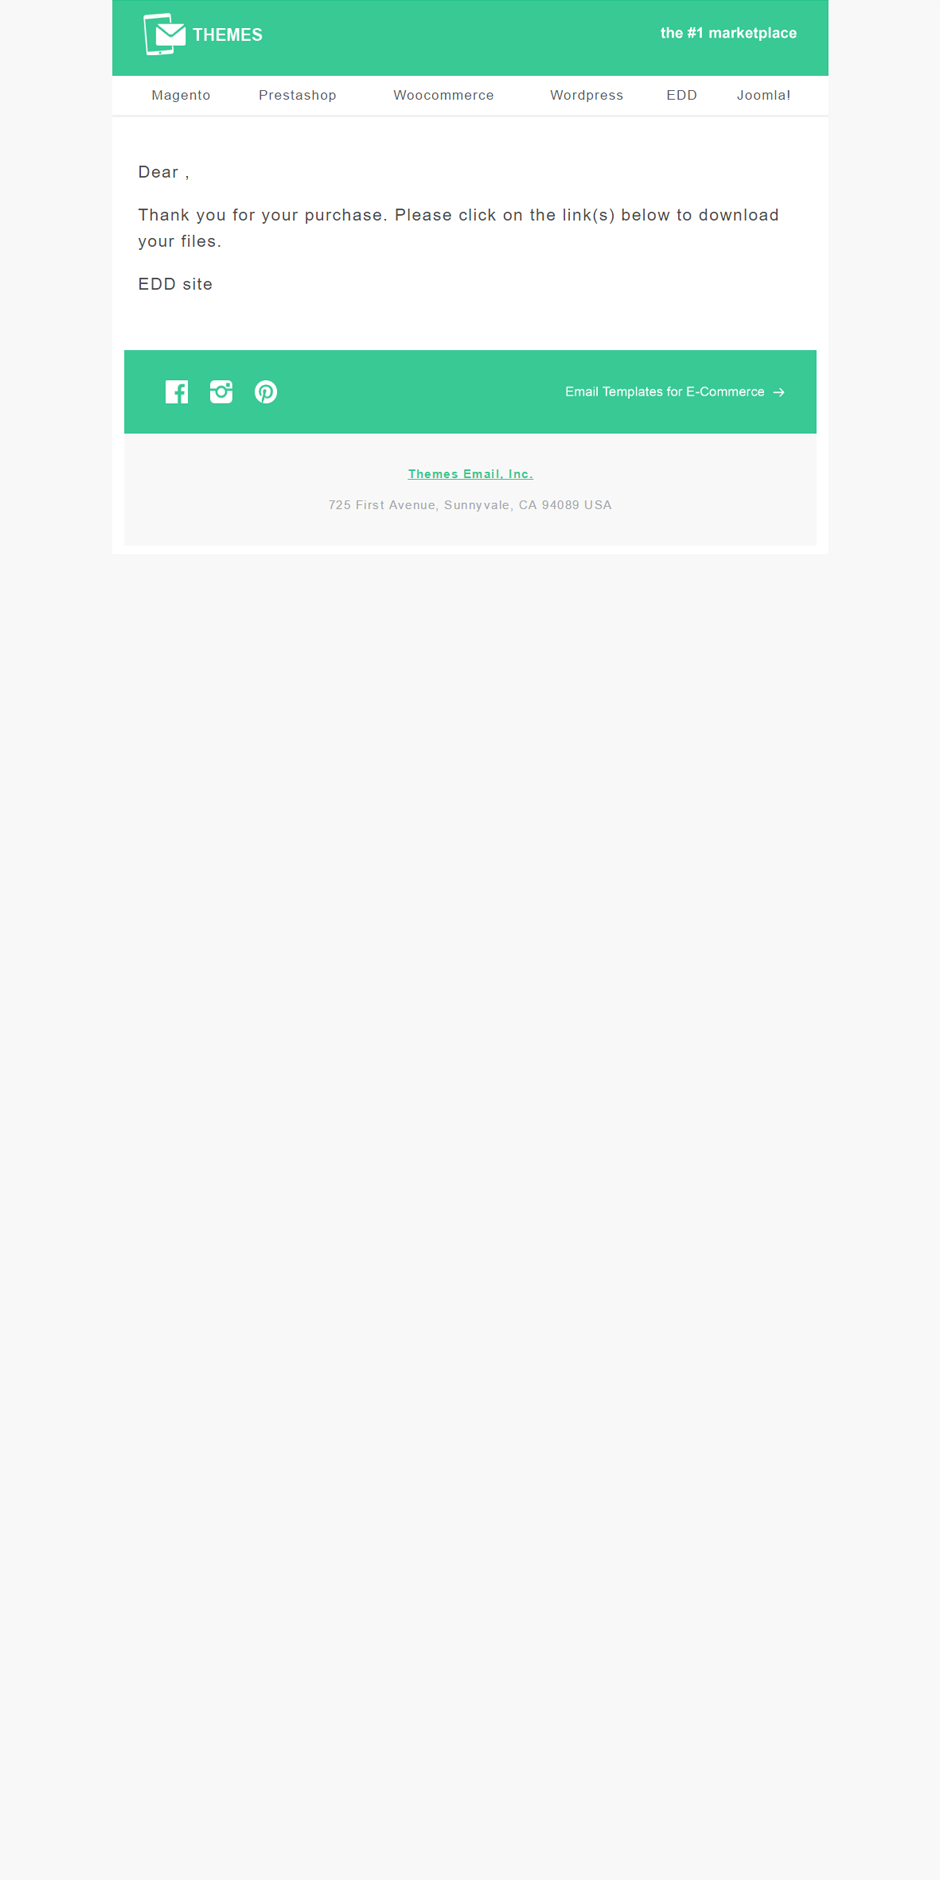 THEMES
the #1 marketplace
Magento Prestashop Woocommerce Wordpress EDD Joomla!
Dear ,
Thank you for your purchase. Please click on the link(s) below to download
your files.
EDD site
Email Templates for E-Commerce →
Themes Email, Inc.
725 First Avenue, Sunnyvale, CA 94089 USA